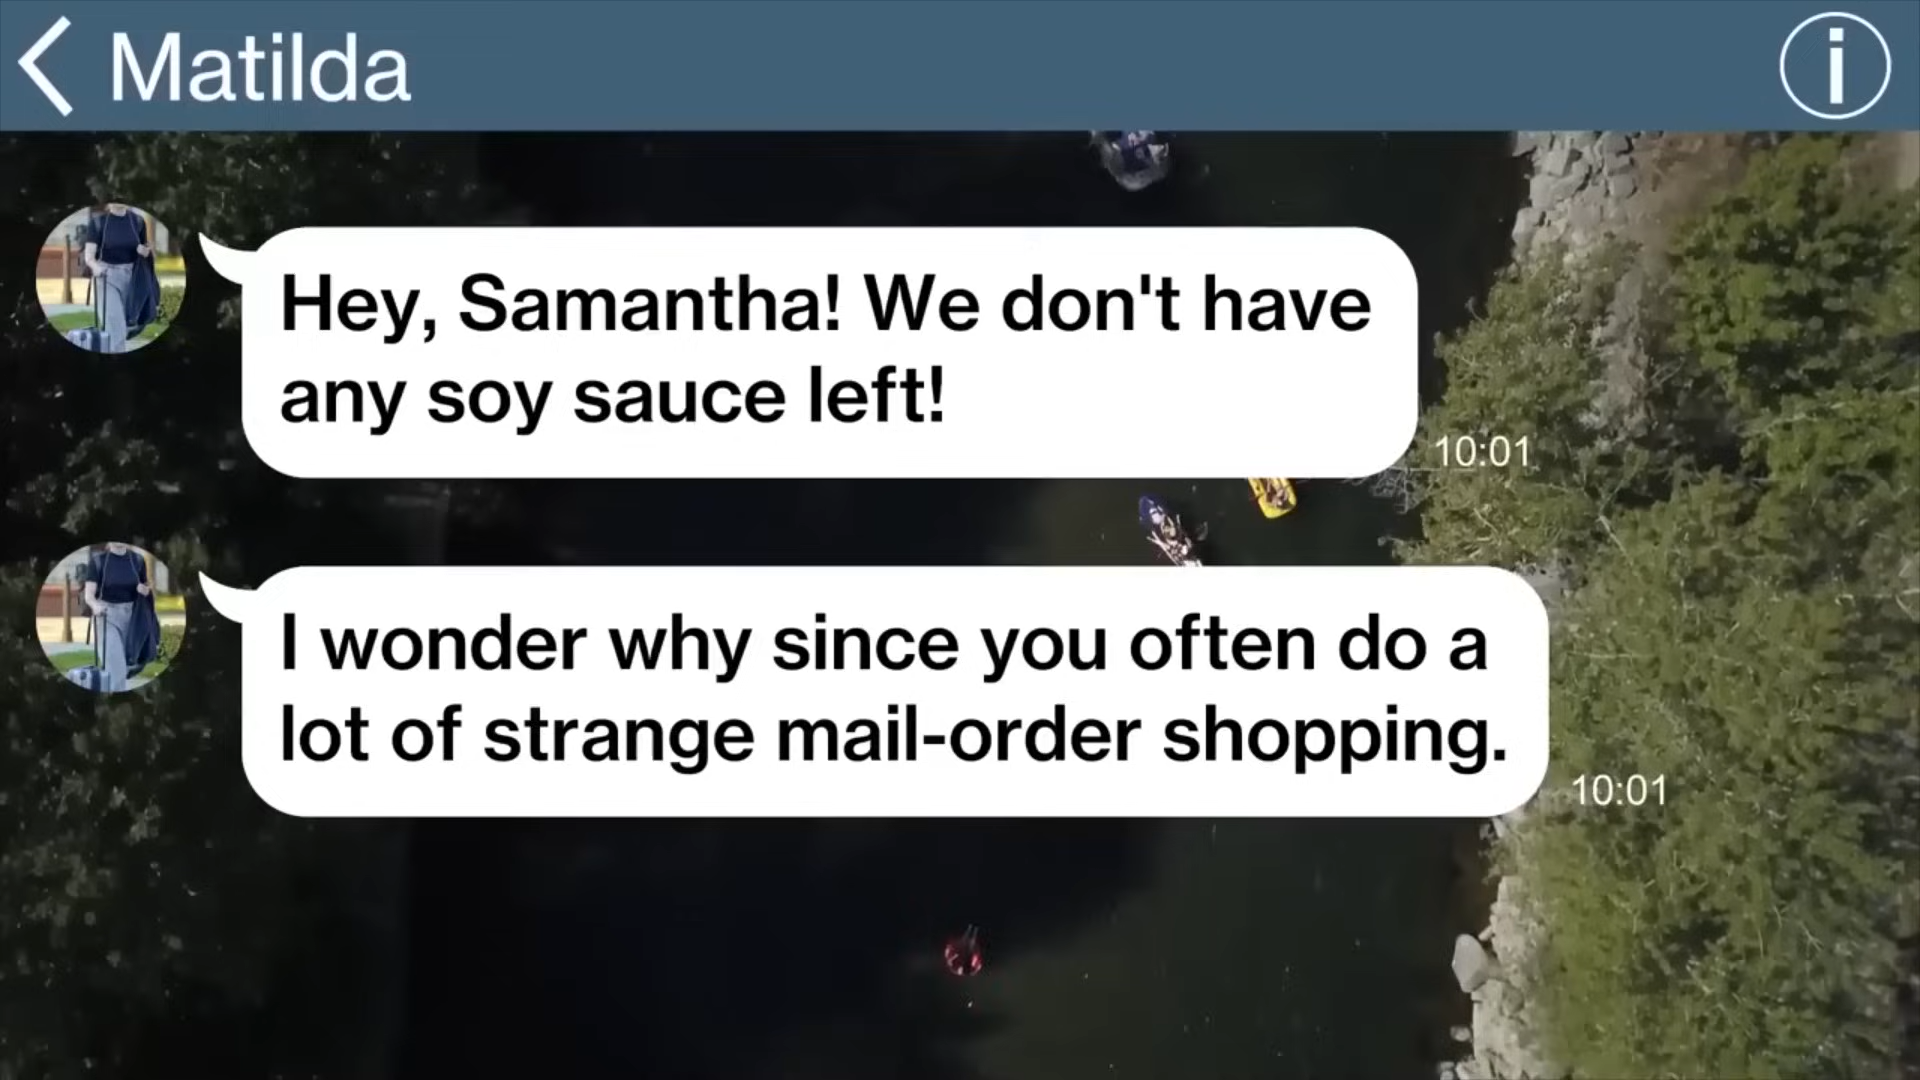 Matilda
Hey, Samantha! We don't have
any soy sauce left!
10:01
I wonder why since you often do a
lot of strange mail-order shopping.
10:01